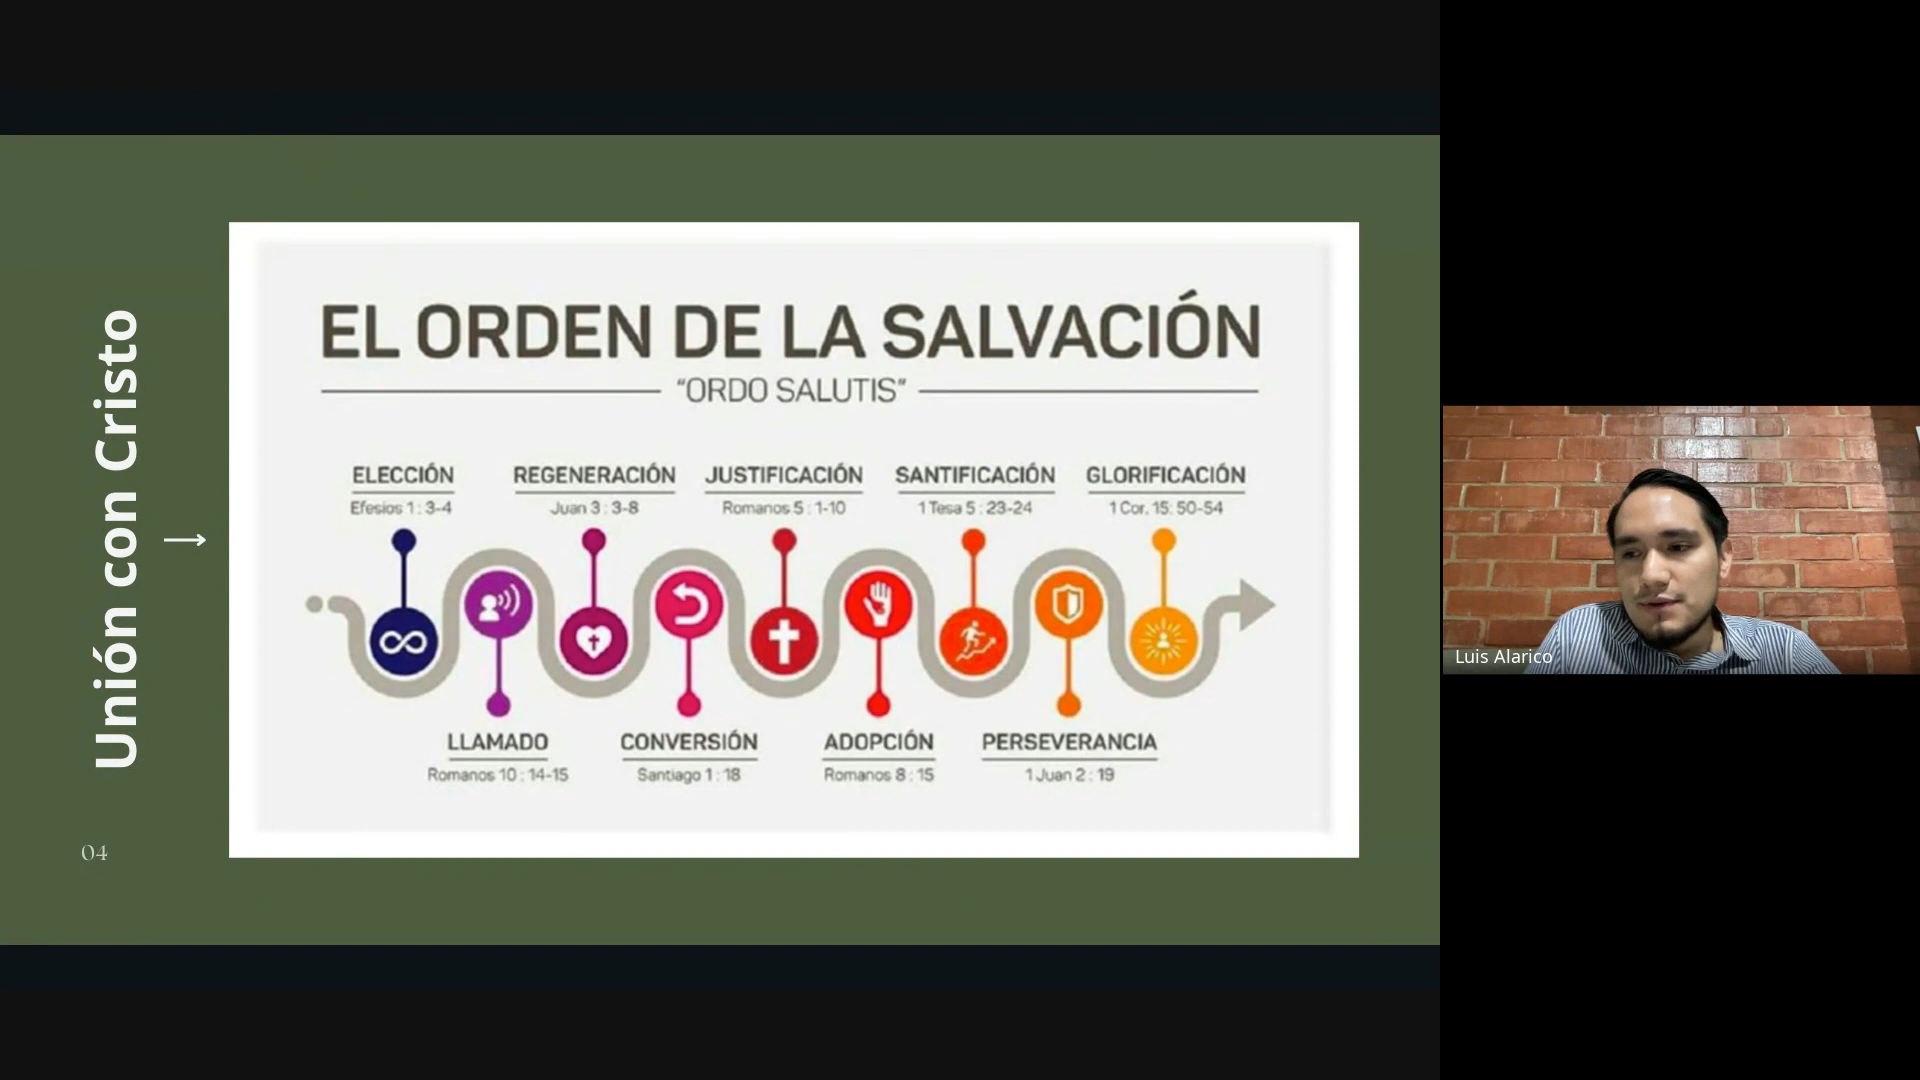 Unión con Cristo
04
EL ORDEN DE LA SALVACIÓN
“ORDO SALUTIS”
ELECCIÓN
Efesios 1 : 3-4
REGENERACIÓN
Juan 3 : 3-8
JUSTIFICACIÓN
Romanos 5 : 1-10
SANTIFICACIÓN
1 Tesa 5 : 23-24
GLORIFICACIÓN
1 Cor. 15: 50-54
LLAMADO
Romanos 10 : 14-15
CONVERSIÓN
Santiago 1 : 18
ADOPCIÓN
Romanos 8 : 15
PERSEVERANCIA
1 Juan 2 : 19
Luis Alarico